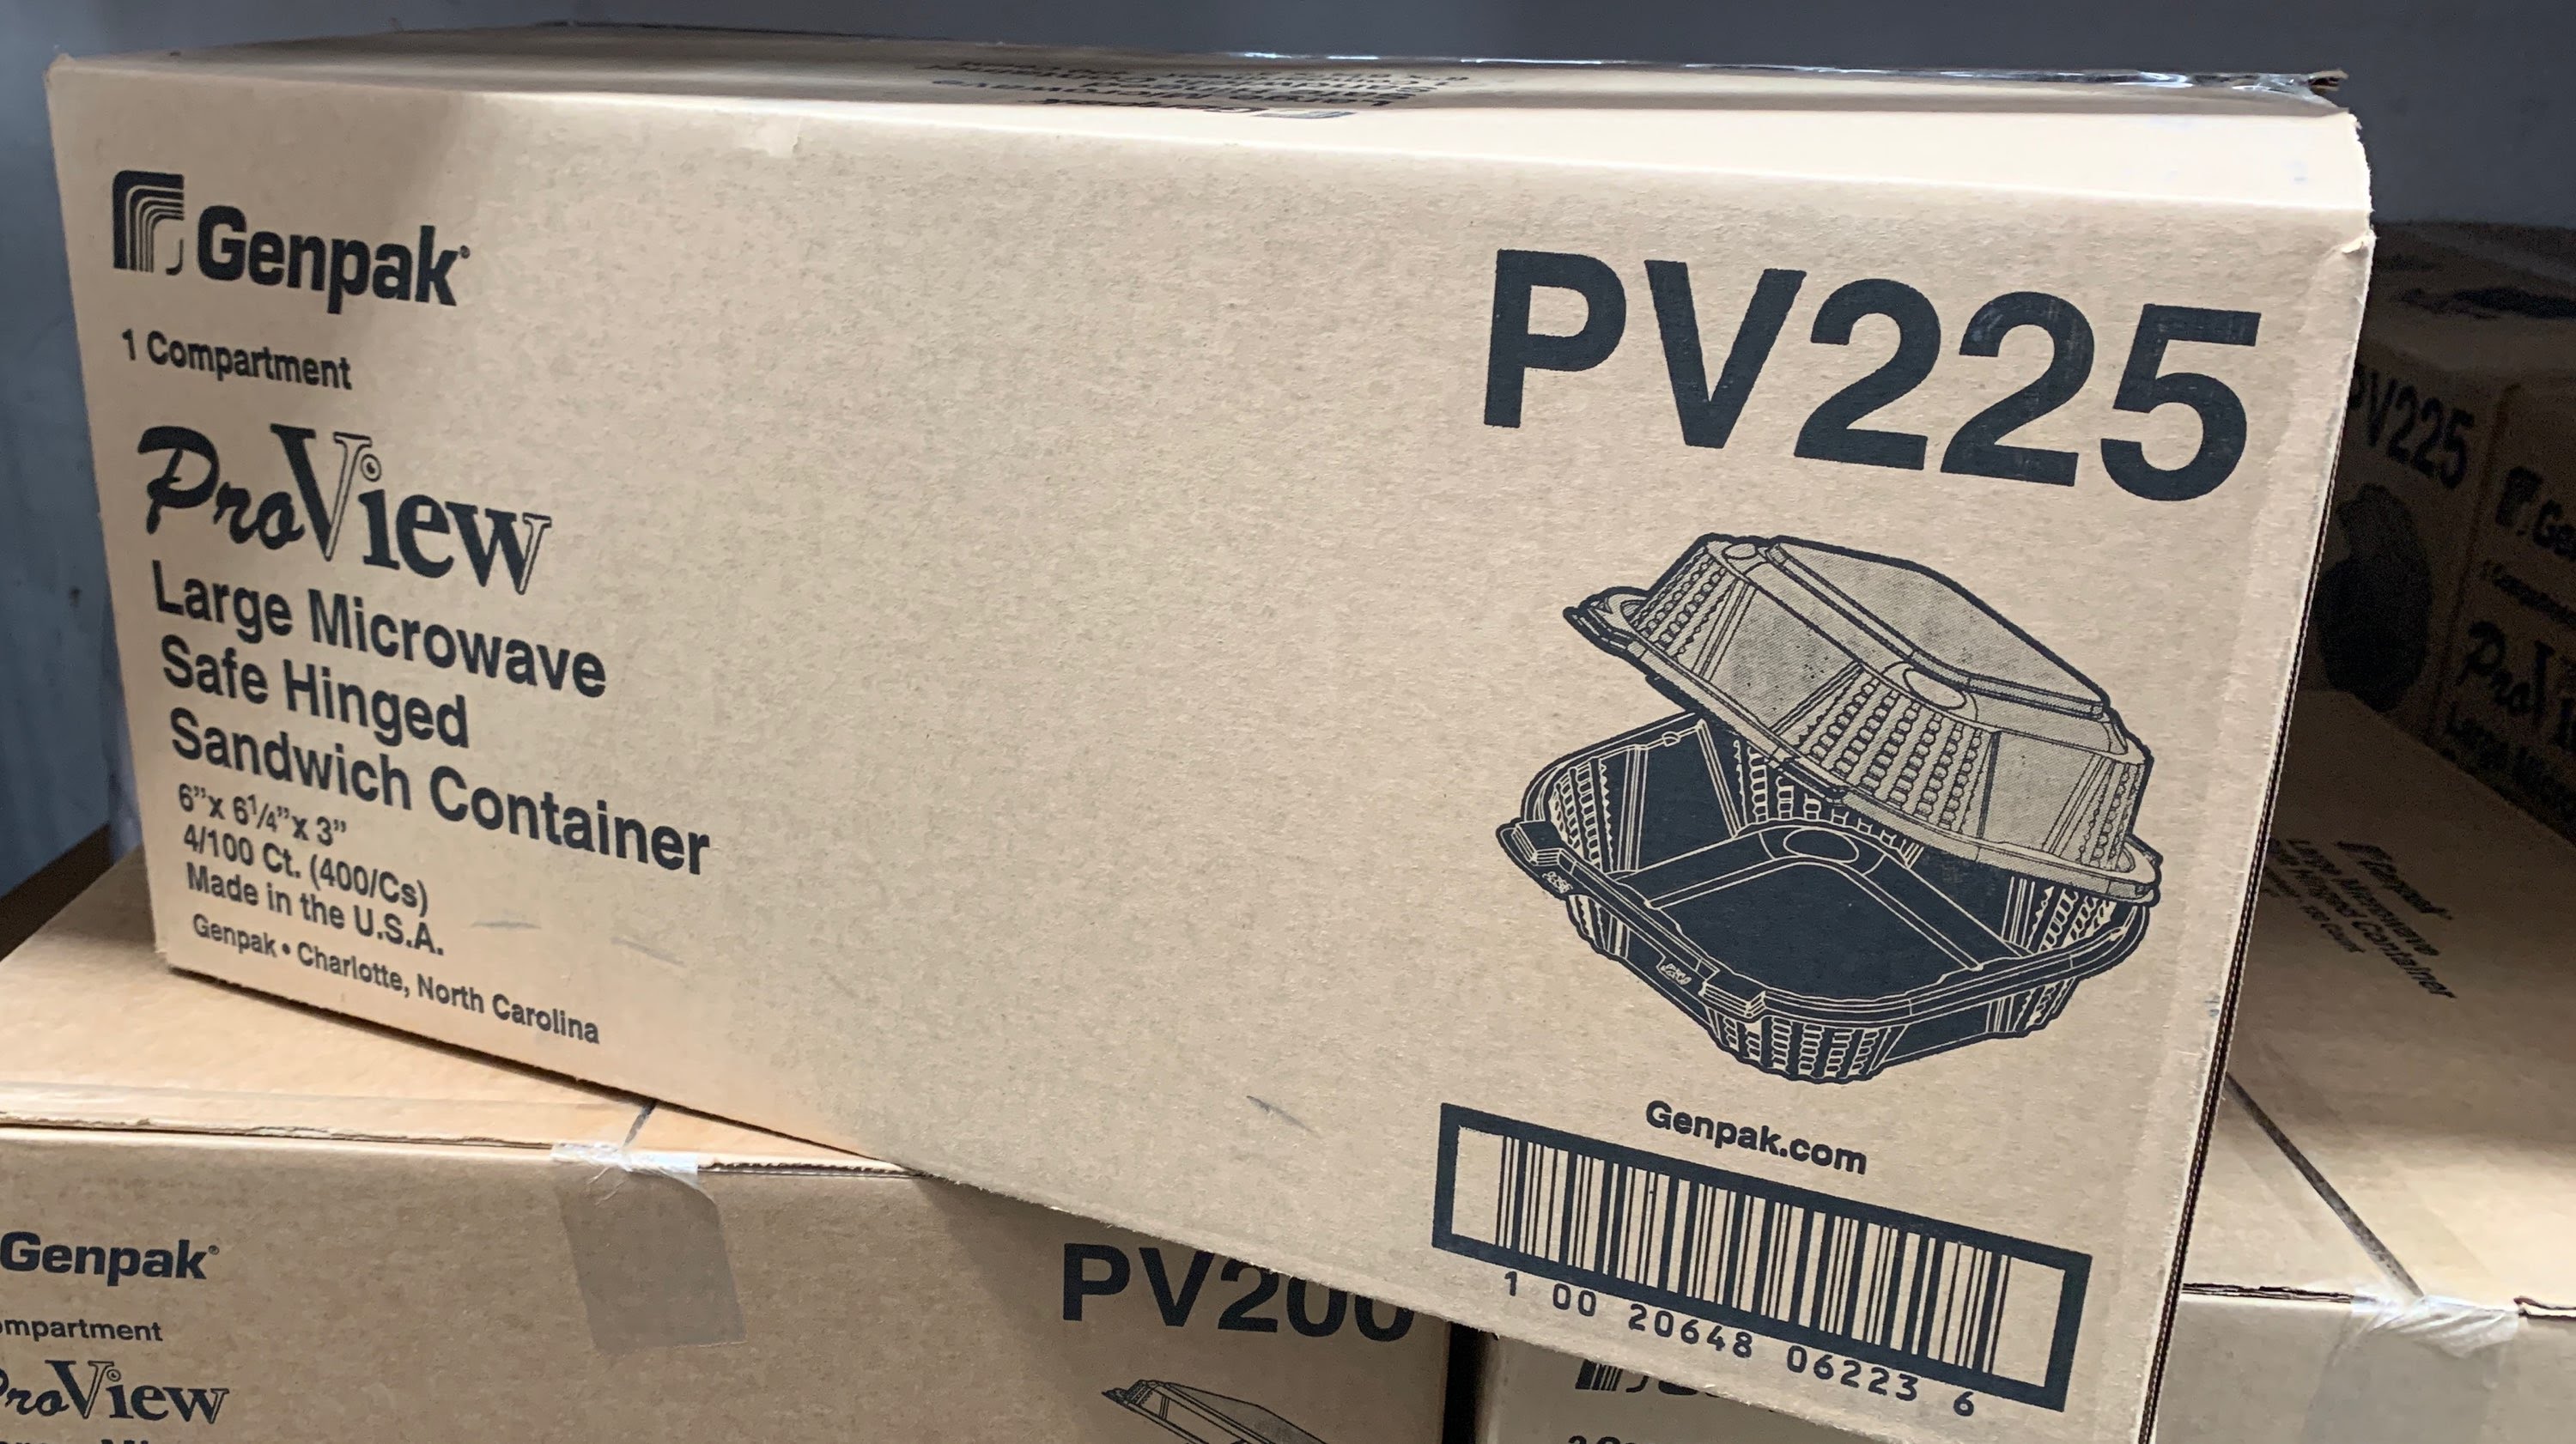 Genpak®
1 Compartment
ProView
Large Microwave
Safe Hinged
Sandwich Container
6” x 6¼” x 3”
4/100 Ct. (400/Cs)
Made in the U.S.A.
Genpak • Charlotte, North Carolina
PV225
Genpak.com
1 00 20648 06223 6
Genpak®
ProView
PV200
PV225